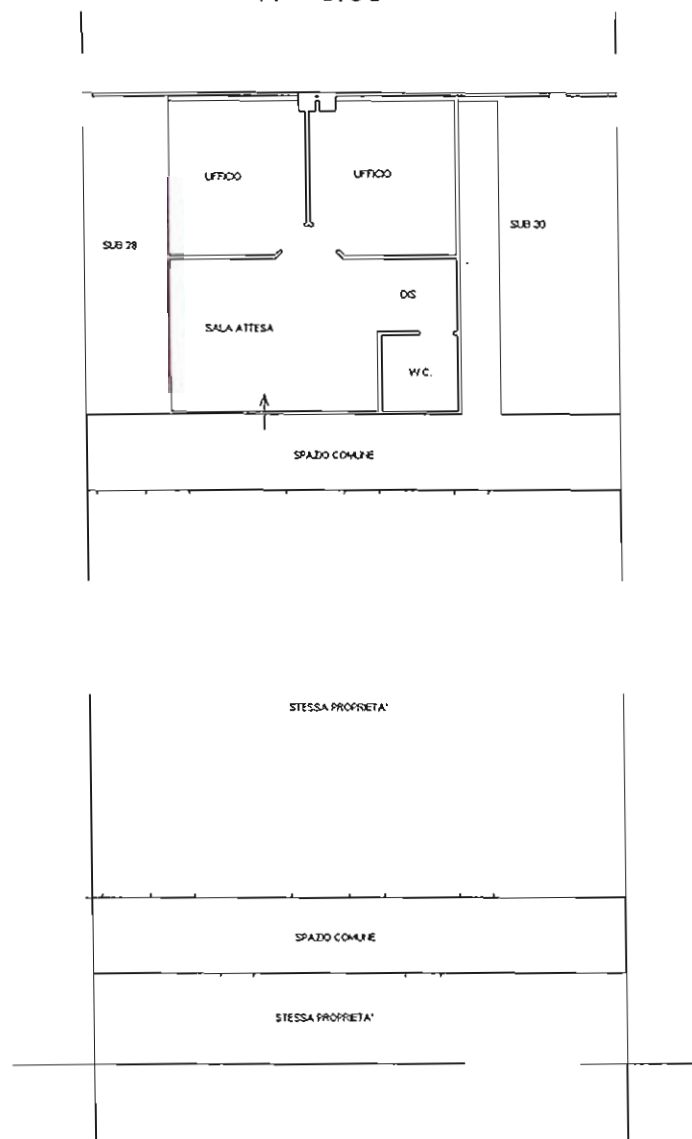 UFFICIO
UFFICIO
SUB 28
SUB 30
DIS
SALA ATTESA
W.C.
SPAZIO COMUNE
STESSA PROPRIETA'
SPAZIO COMUNE
STESSA PROPRIETA'